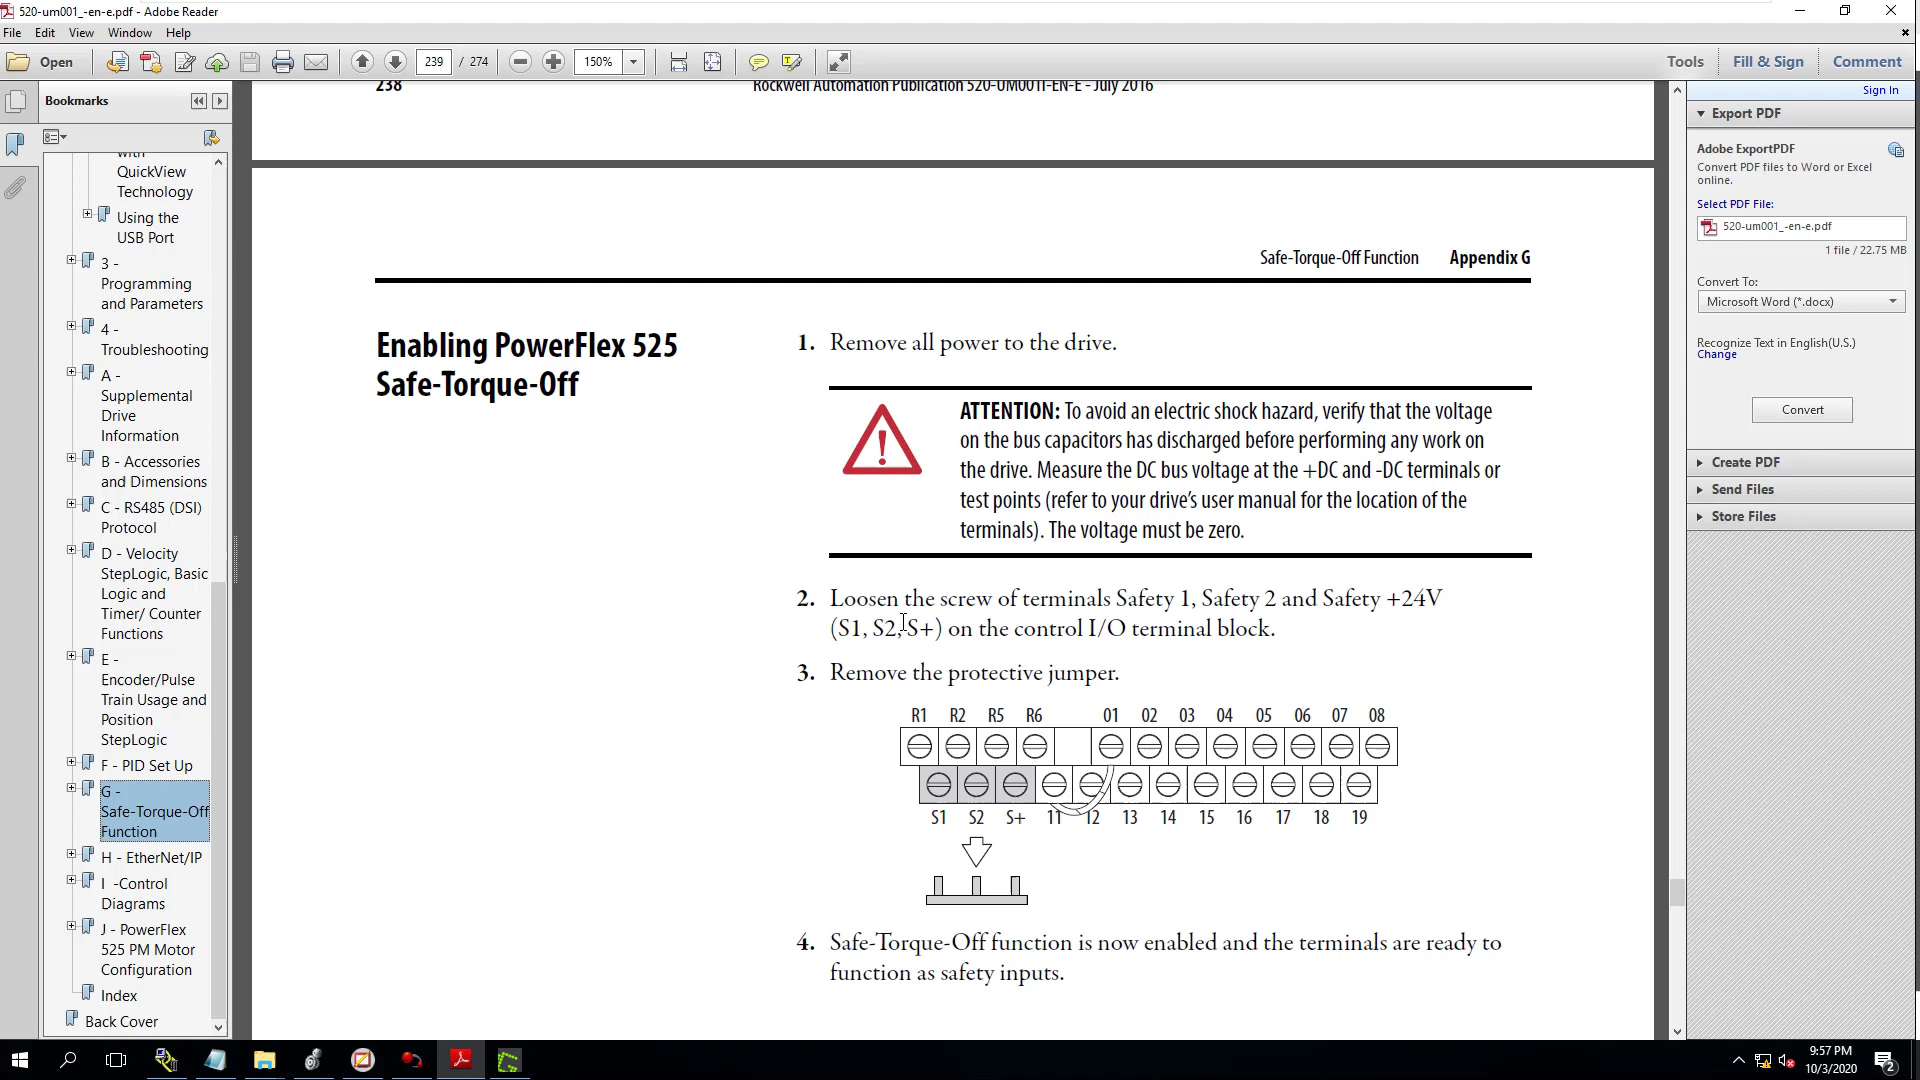 520-um001_-en-e.pdf - Adobe Reader
File Edit View Window Help
Open 239 / 274 150% Tools Fill & Sign Comment
Bookmarks
with
QuickView
Technology
Using the
USB Port
3 -
Programming
and Parameters
4 -
Troubleshooting
A -
Supplemental
Drive
Information
B - Accessories
and Dimensions
C - RS485 (DSI)
Protocol
D - Velocity
StepLogic, Basic
Logic and
Timer/ Counter
Functions
E -
Encoder/Pulse
Train Usage and
Position
StepLogic
F - PID Set Up
G -
Safe-Torque-Off
Function
H - EtherNet/IP
I -Control
Diagrams
J - PowerFlex
525 PM Motor
Configuration
Index
Back Cover
238 Rockwell Automation Publication 520-UM001I-EN-E - July 2016
Safe-Torque-Off Function Appendix G
Enabling PowerFlex 525
Safe-Torque-Off
1. Remove all power to the drive.
ATTENTION: To avoid an electric shock hazard, verify that the voltage
on the bus capacitors has discharged before performing any work on
the drive. Measure the DC bus voltage at the +DC and -DC terminals or
test points (refer to your drive's user manual for the location of the
terminals). The voltage must be zero.
2. Loosen the screw of terminals Safety 1, Safety 2 and Safety +24V
(S1, S2, S+) on the control I/O terminal block.
3. Remove the protective jumper.
R1 R2 R5 R6 01 02 03 04 05 06 07 08
S1 S2 S+ 11 12 13 14 15 16 17 18 19
4. Safe-Torque-Off function is now enabled and the terminals are ready to
function as safety inputs.
Sign In
Export PDF
Adobe ExportPDF
Convert PDF files to Word or Excel
online.
Select PDF File:
520-um001_-en-e.pdf
1 file / 22.75 MB
Convert To:
Microsoft Word (*.docx)
Recognize Text in English(U.S.)
Change
Convert
Create PDF
Send Files
Store Files
9:57 PM
10/3/2020
2